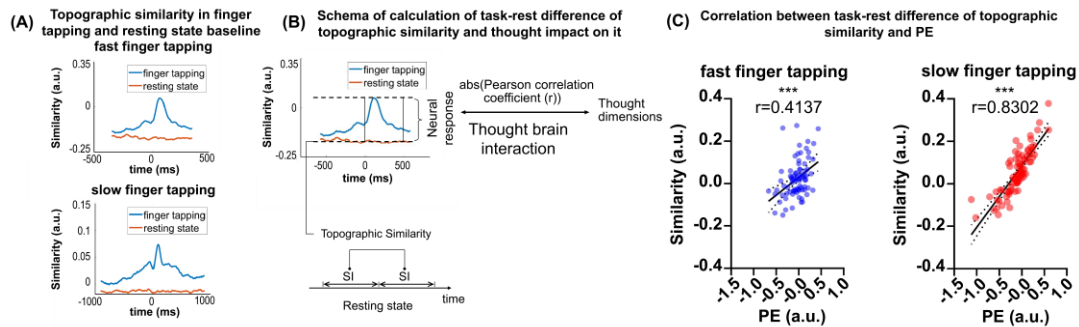 (A)
Topographic similarity in finger
tapping and resting state baseline
fast finger tapping
0.35
0
-0.25
Similarity (a.u.)
finger tapping
resting state
-500
0
500
time (ms)
slow finger tapping
0.15
0.10
0.05
0
Similarity (a.u.)
finger tapping
resting state
-1000
0
1000
time (ms)
(B)
Schema of calculation of task-rest difference of
topographic similarity and thought impact on it
0.35
0
-0.25
Similarity (a.u.)
finger tapping
resting state
-500
0
500
time (ms)
Neural
response
abs(Pearson correlation
coefficient (r))
Thought brain
interaction
Thought
dimensions
Topographic Similarity
SI
SI
time
Resting state
(C)
Correlation between task-rest difference of topographic
similarity and PE
fast finger tapping
***
r=0.4137
0.4
0.2
0.0
-0.2
-0.4
Similarity (a.u.)
-1.5
-1.0
-0.5
0.0
0.5
1.0
PE (a.u.)
slow finger tapping
***
r=0.8302
0.4
0.2
0.0
-0.2
-0.4
Similarity (a.u.)
-1.5
-1.0
-0.5
0.0
0.5
1.0
PE (a.u.)